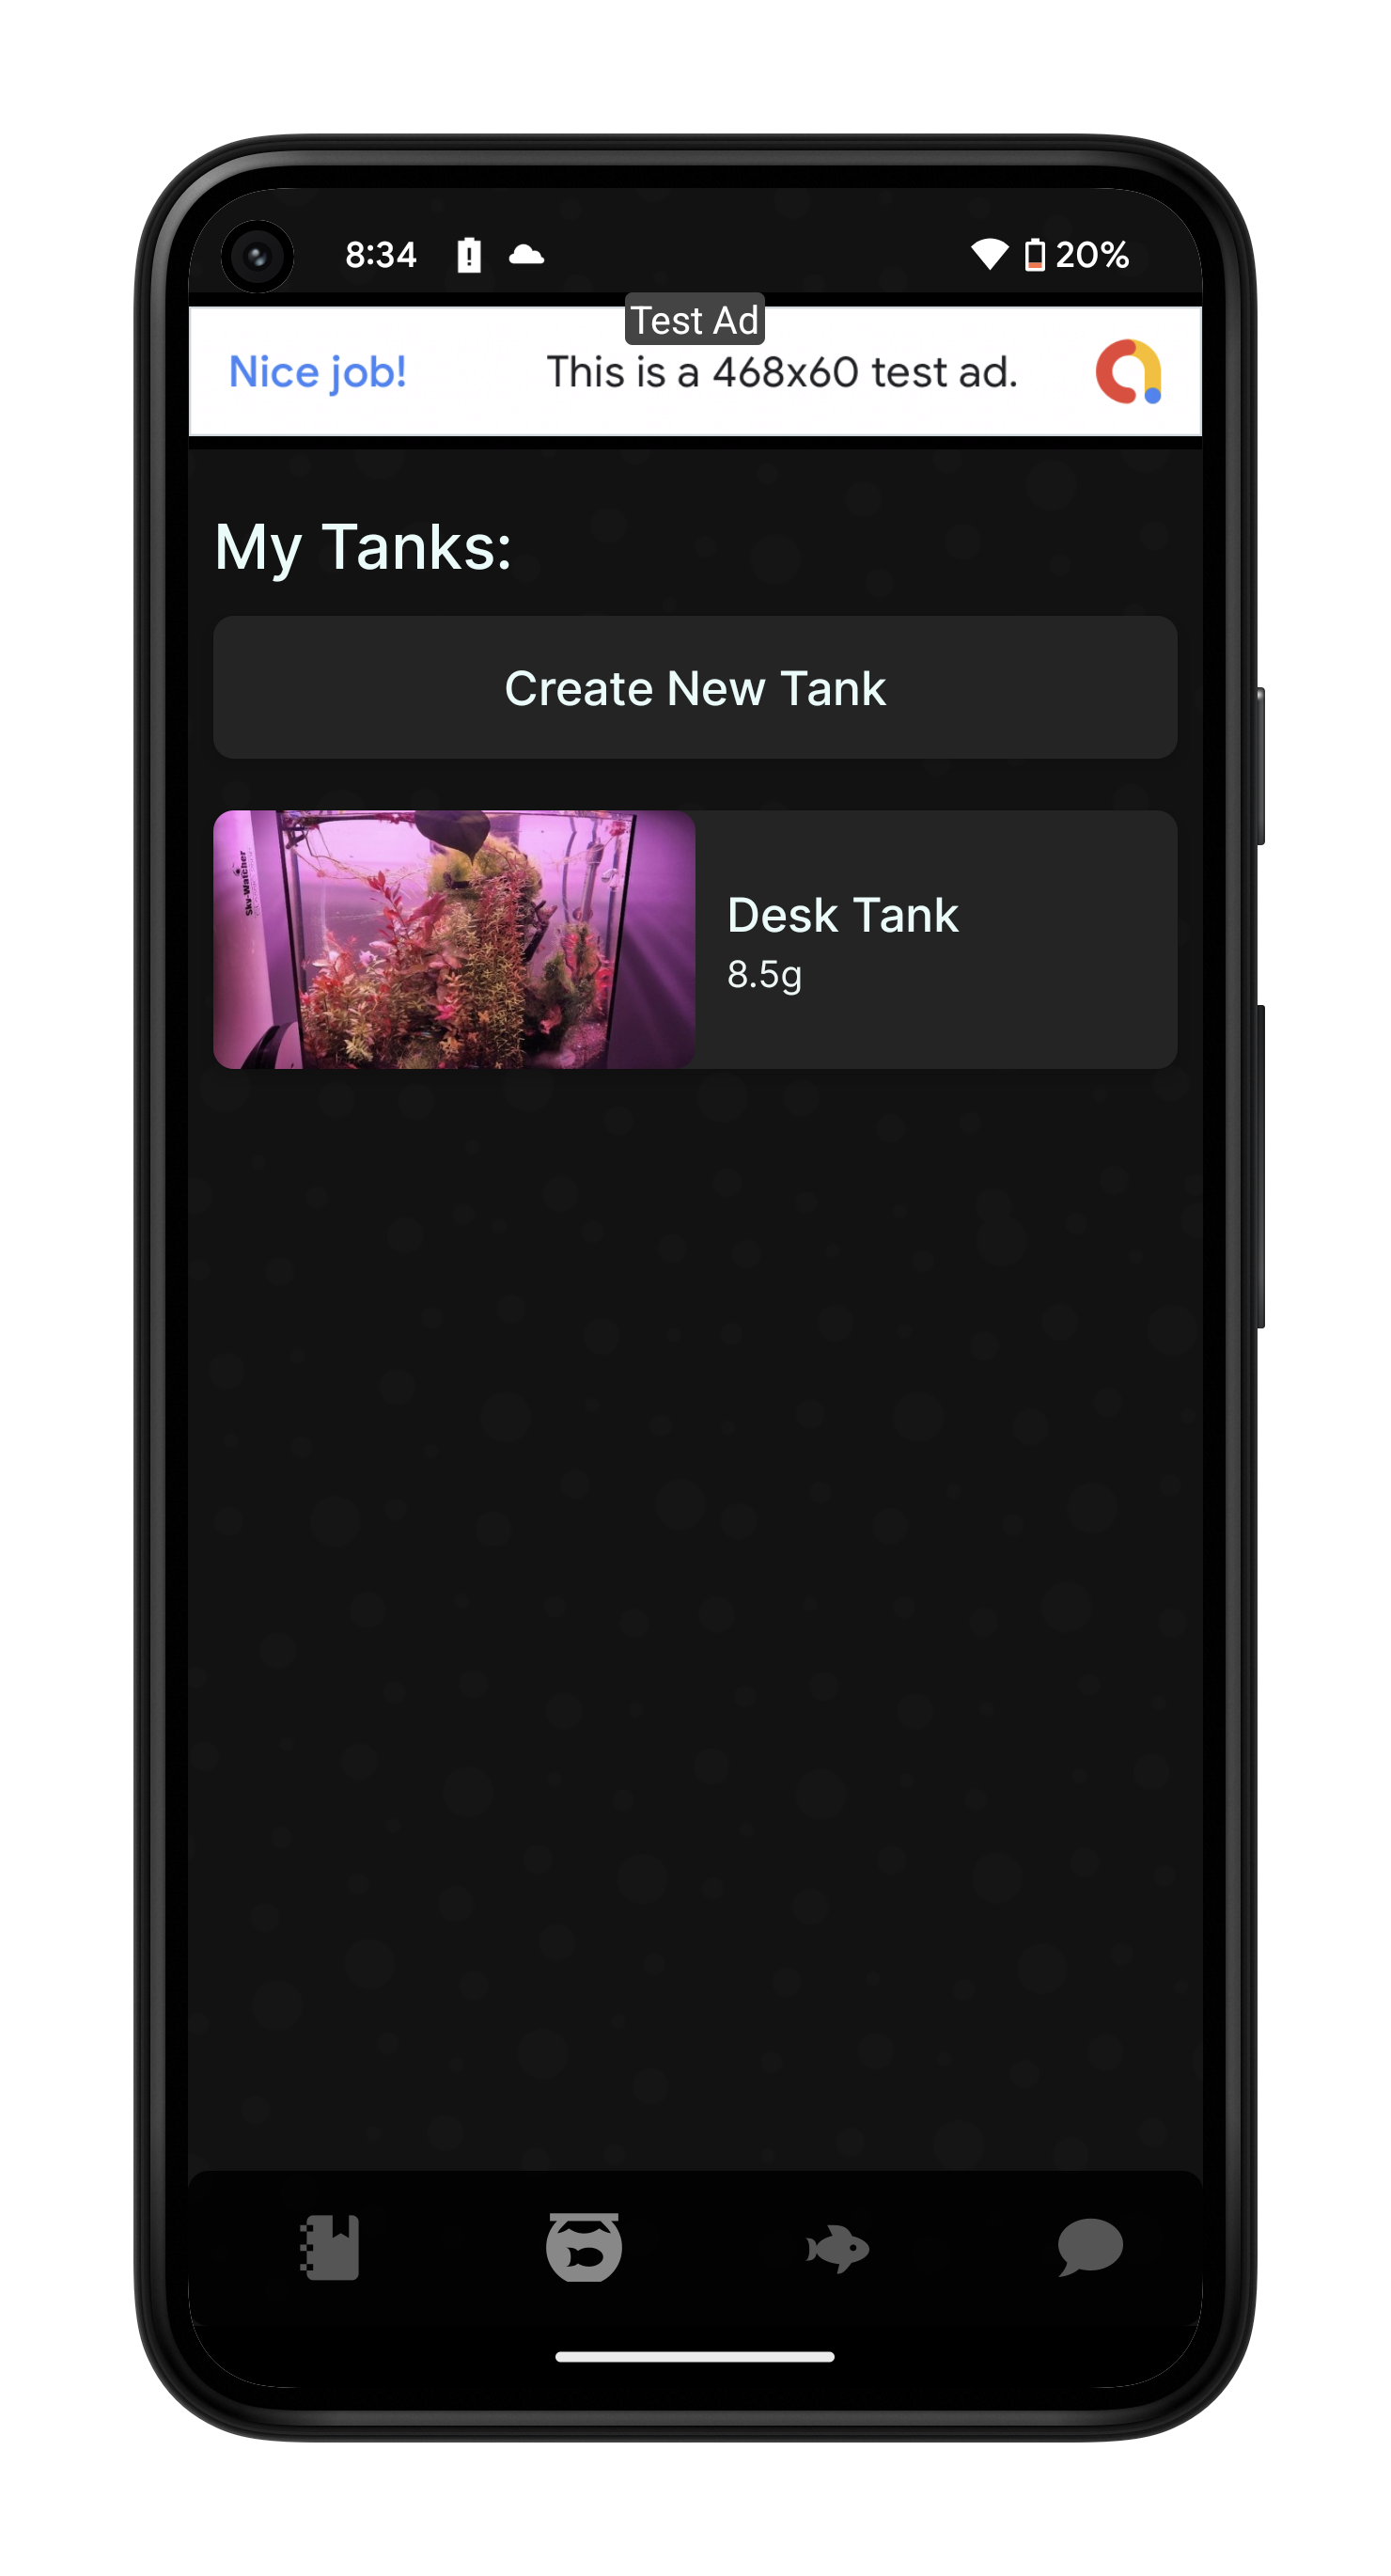 8:34
20%
Test Ad
Nice job!
This is a 468x60 test ad.
My Tanks:
Create New Tank
Sky-Watcher
Desk Tank
8.5g